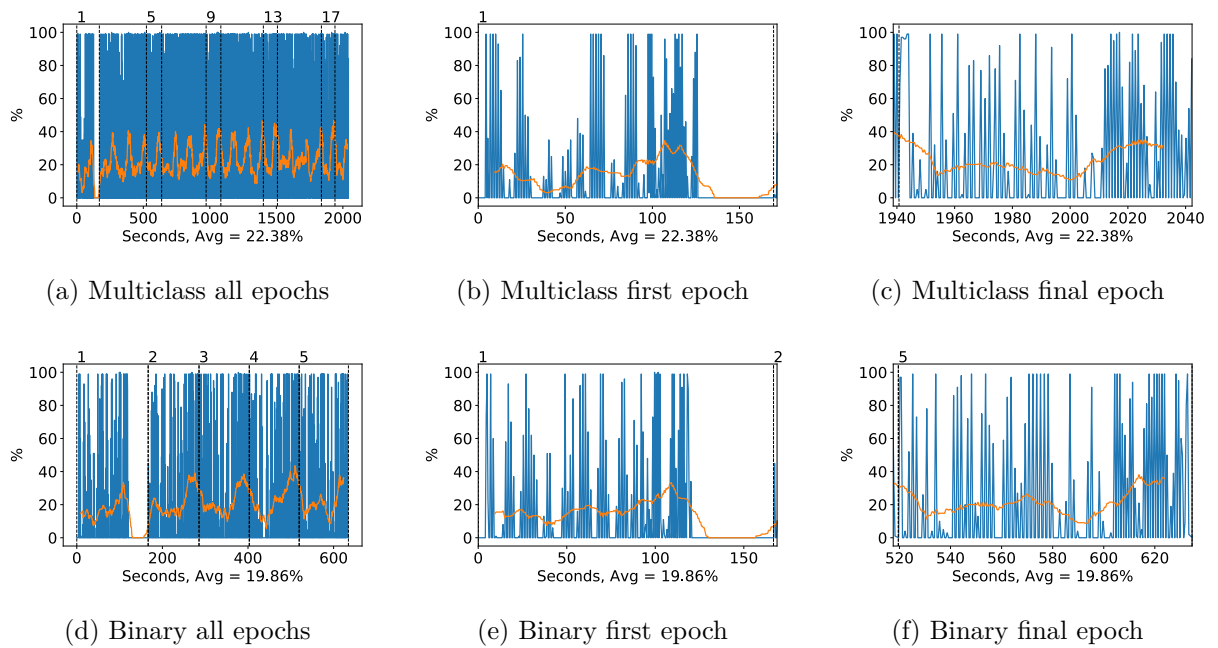 1 5 9 13 17
100
80
60
40
20
0
%
0 500 1000 1500 2000
Seconds, Avg = 22.38%
(a) Multiclass all epochs
1
100
80
60
40
20
0
%
0 50 100 150
Seconds, Avg = 22.38%
(b) Multiclass first epoch
100
80
60
40
20
0
%
1940 1960 1980 2000 2020 2040
Seconds, Avg = 22.38%
(c) Multiclass final epoch
1 2 3 4 5
100
80
60
40
20
0
%
0 200 400 600
Seconds, Avg = 19.86%
(d) Binary all epochs
1 2
100
80
60
40
20
0
%
0 50 100 150
Seconds, Avg = 19.86%
(e) Binary first epoch
5
100
80
60
40
20
0
%
520 540 560 580 600 620
Seconds, Avg = 19.86%
(f) Binary final epoch